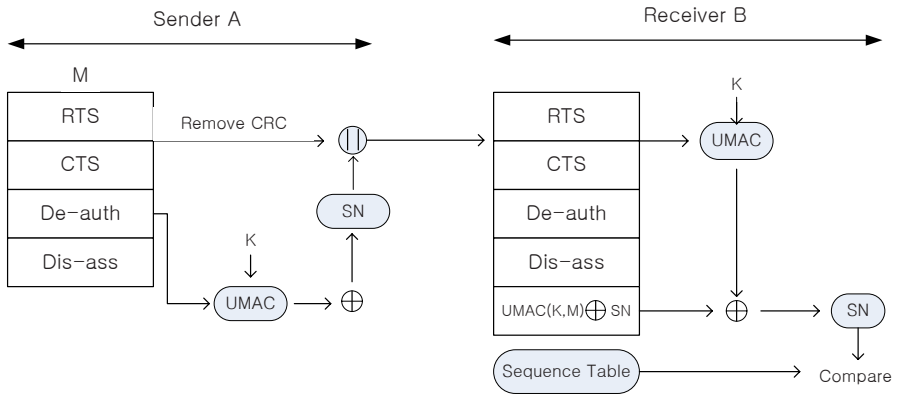 Sender A
Receiver B
M
RTS
CTS
De-auth
Dis-ass
Remove CRC
||
SN
K
UMAC
RTS
CTS
De-auth
Dis-ass
UMAC(K,M)⊕ SN
K
UMAC
SN
Sequence Table
Compare